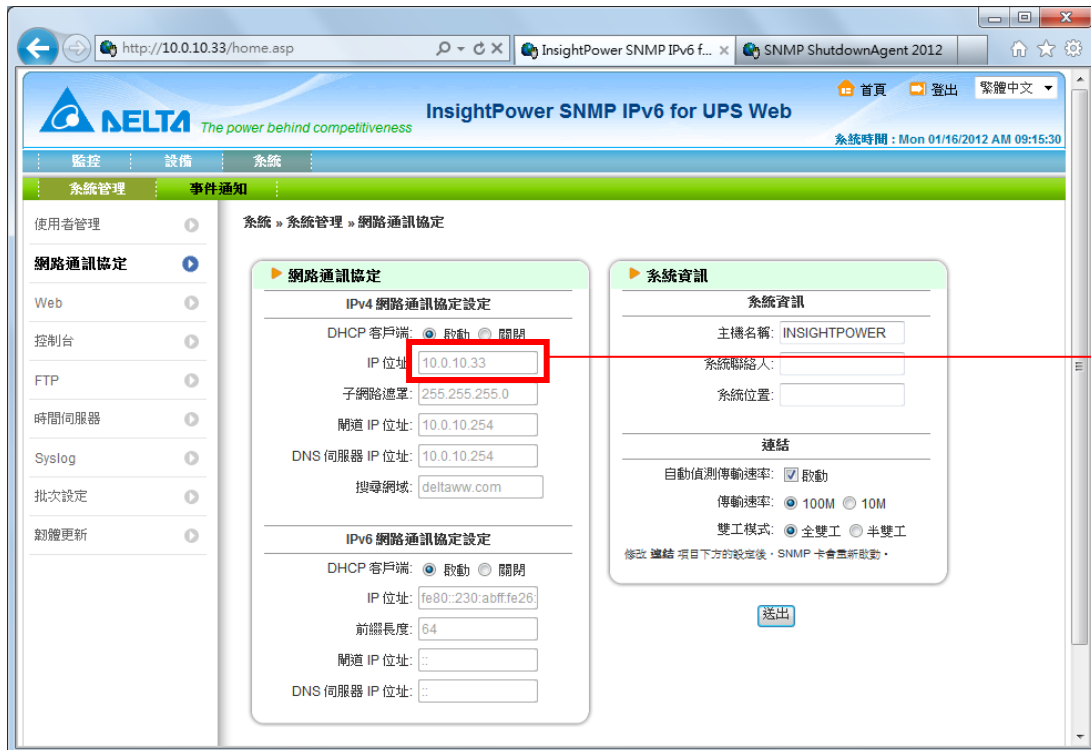 http://10.0.10.33/home.asp
InsightPower SNMP IPv6 f...
SNMP ShutdownAgent 2012
首頁
登出
繁體中文
DELTA
The power behind competitiveness
InsightPower SNMP IPv6 for UPS Web
系統時間 : Mon 01/16/2012 AM 09:15:30
監控
設備
系統
系統管理
事件通知
使用者管理
網路通訊協定
Web
控制台
FTP
時間伺服器
Syslog
批次設定
韌體更新
系統 » 系統管理 » 網路通訊協定
網路通訊協定
IPv4 網路通訊協定設定
DHCP 客戶端: 啟動 關閉
IP 位址 10.0.10.33
子網路遮罩: 255.255.255.0
閘道 IP 位址: 10.0.10.254
DNS 伺服器 IP 位址: 10.0.10.254
搜尋網域: deltaww.com
IPv6 網路通訊協定設定
DHCP 客戶端: 啟動 關閉
IP 位址: fe80::230:abff:fe26:
前綴長度: 64
閘道 IP 位址: ::
DNS 伺服器 IP 位址: ::
系統資訊
系統資訊
主機名稱: INSIGHTPOWER
系統聯絡人:
系統位置:
連結
自動偵測傳輸速率: 啟動
傳輸速率: 100M 10M
雙工模式: 全雙工 半雙工
修改 連結 項目下方的設定後，SNMP 卡會重新啟動。
送出